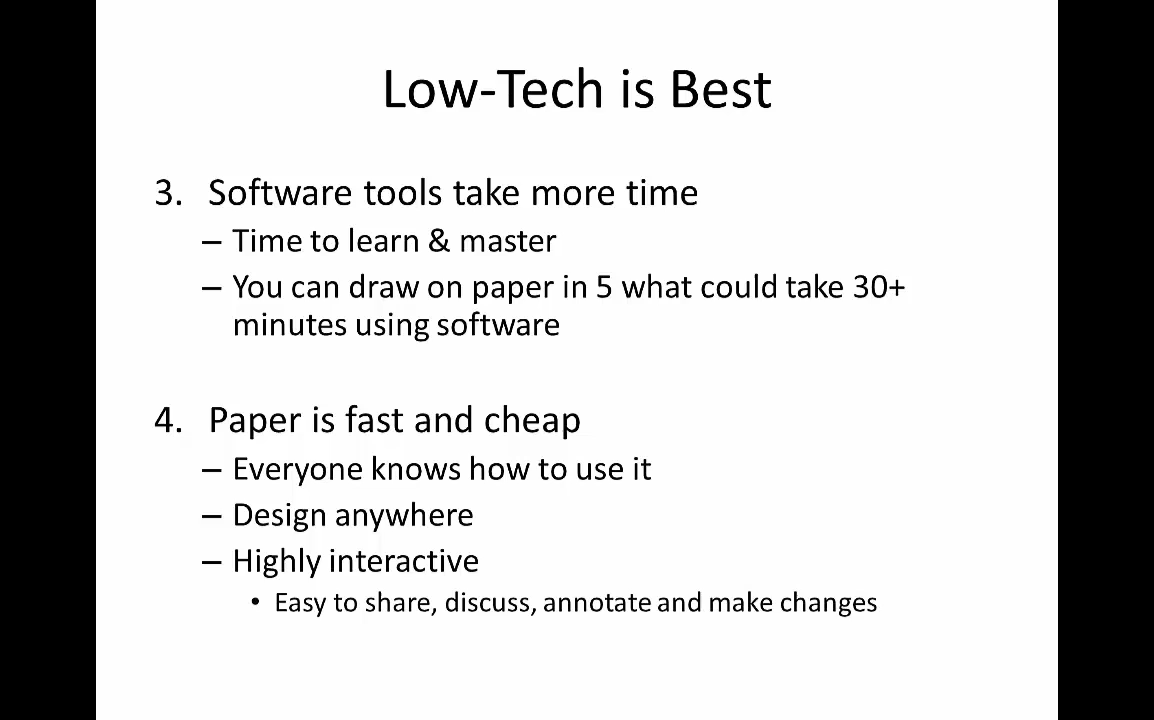 Low-Tech is Best
3. Software tools take more time
– Time to learn & master
– You can draw on paper in 5 what could take 30+
minutes using software
4. Paper is fast and cheap
– Everyone knows how to use it
– Design anywhere
– Highly interactive
• Easy to share, discuss, annotate and make changes